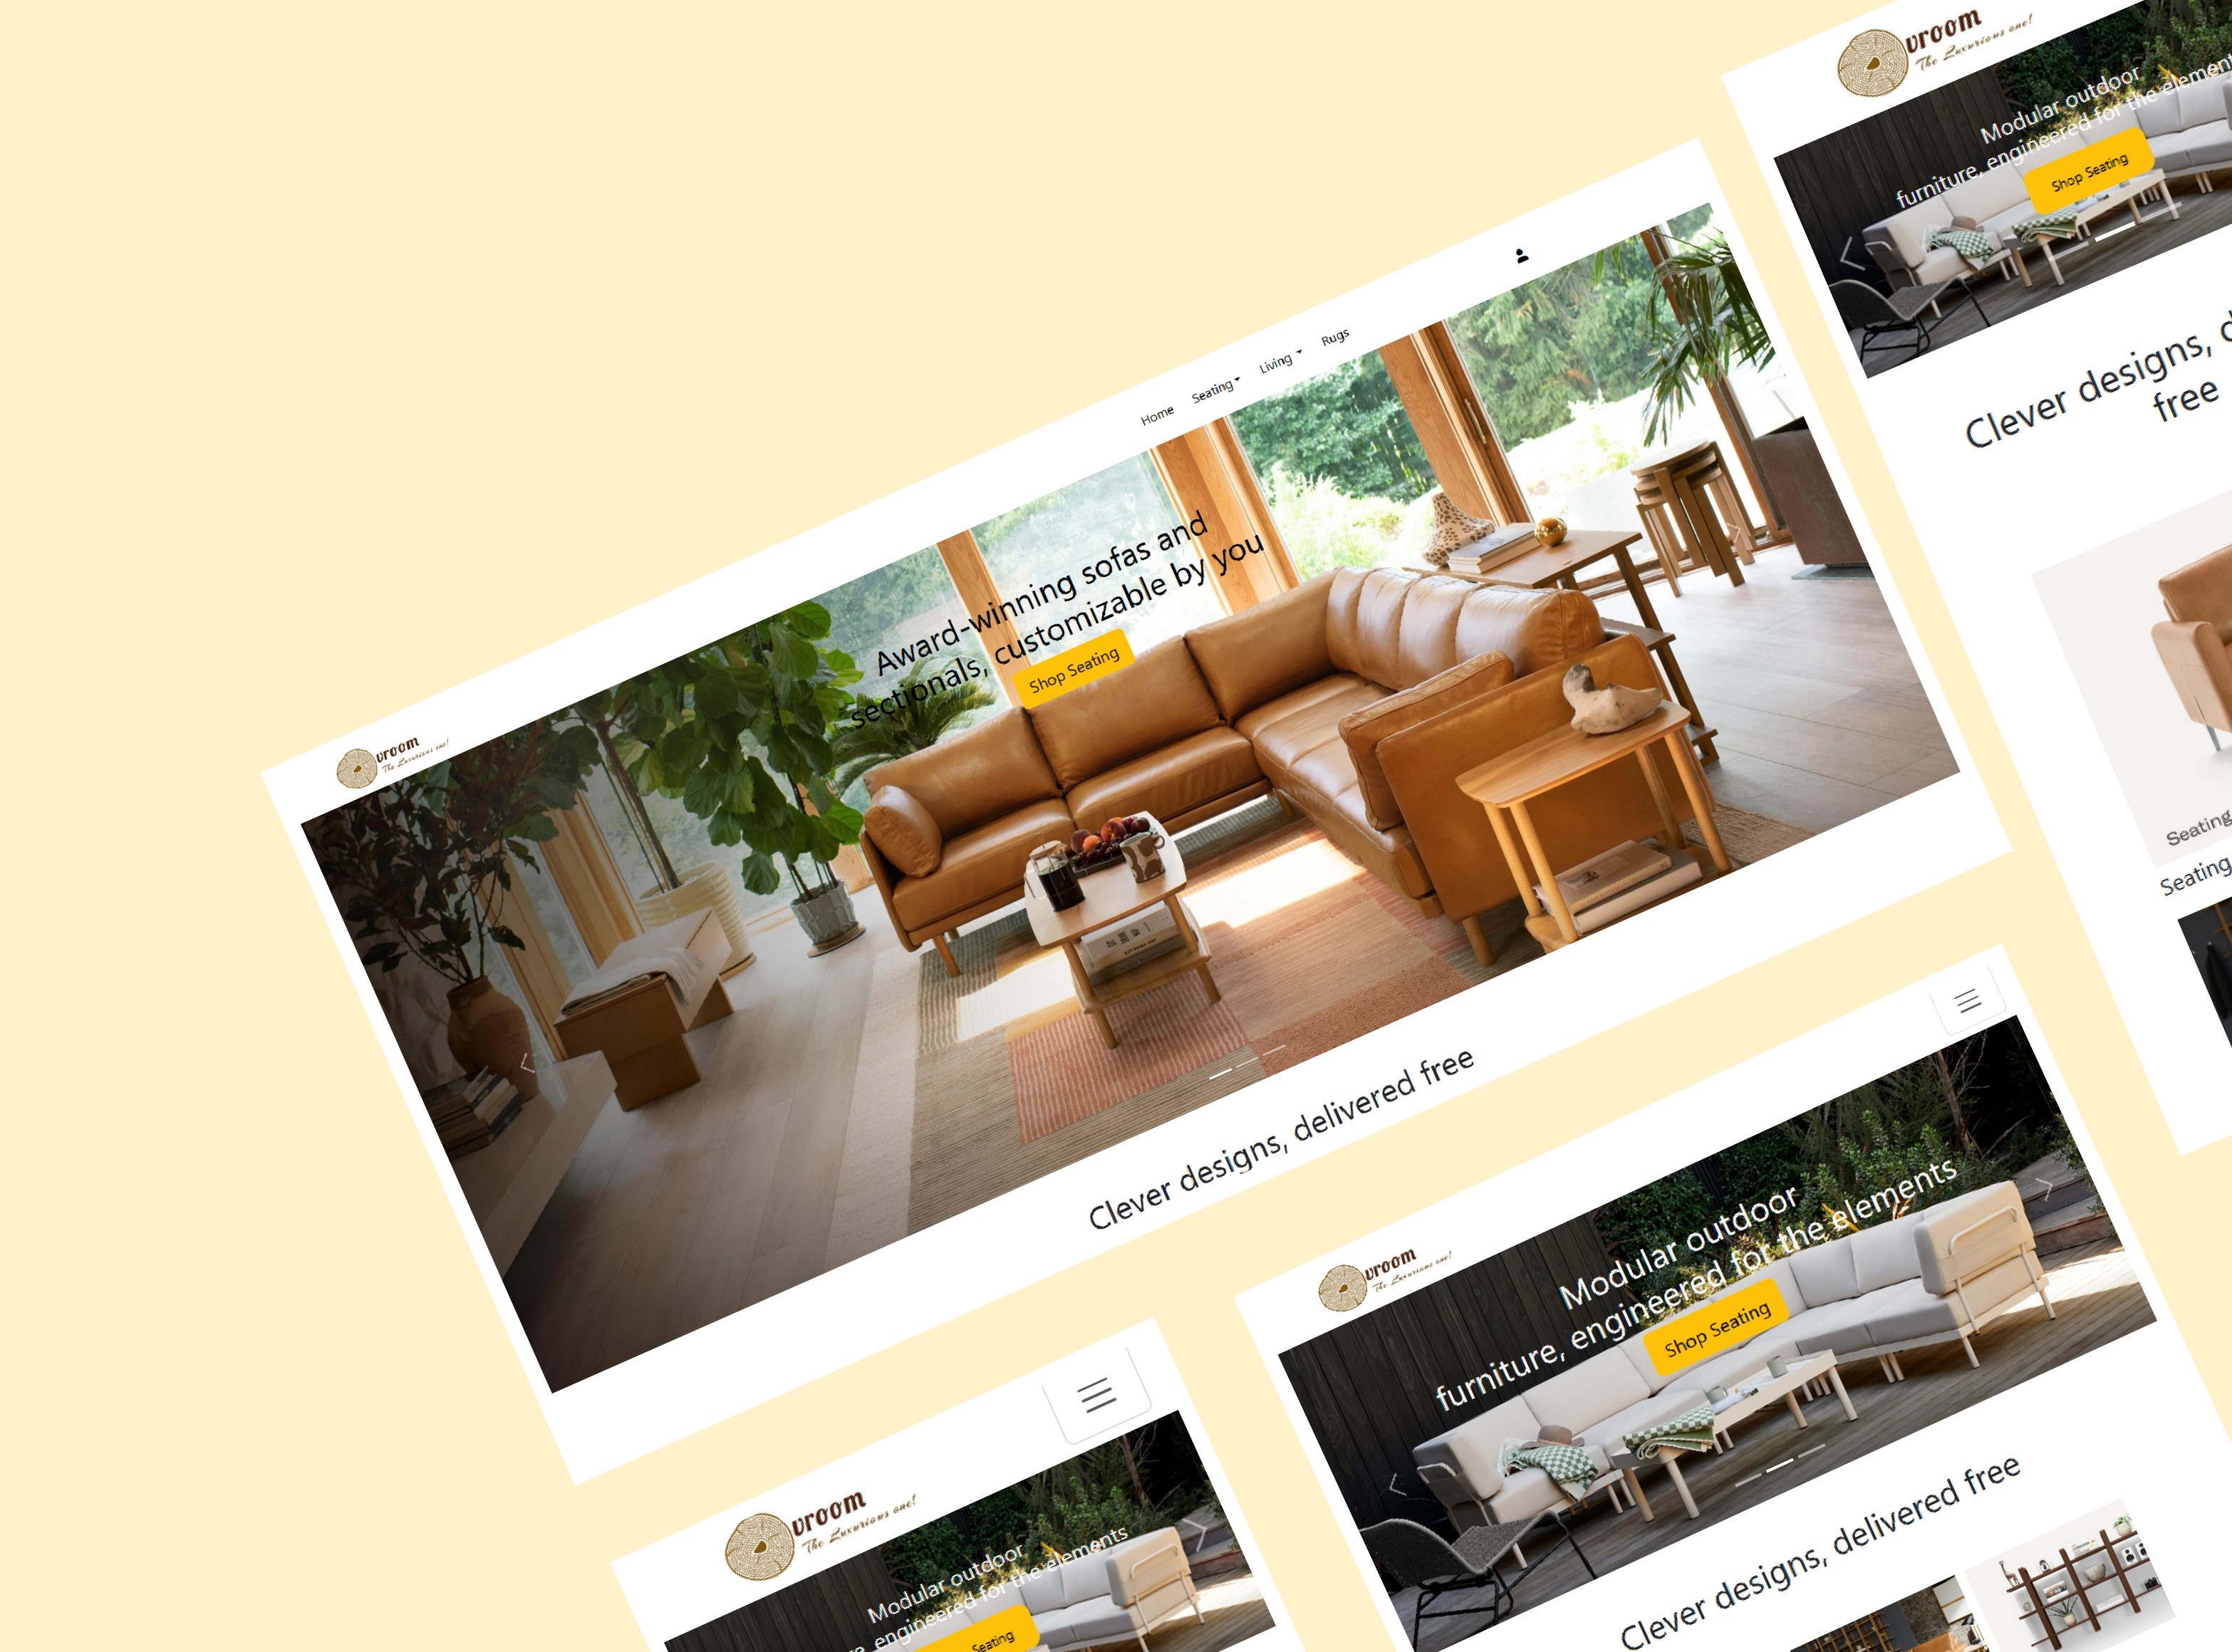 vroom
The Luxurious one!
Home Seating Living Rugs
Award-winning sofas and
sectionals, customizable by you
Shop Seating
Clever designs, delivered free
vroom
The Luxurious one!
Modular outdoor
furniture, engineered for the element
Shop Seating
Clever designs, d
free
Seating
Seating
vroom
The Luxurious one!
Modular outdoor
furniture, engineered for the elements
Shop Seating
Clever designs, delivered free
vroom
The Luxurious one!
Modular outdoor
engineered for the elements
Seating